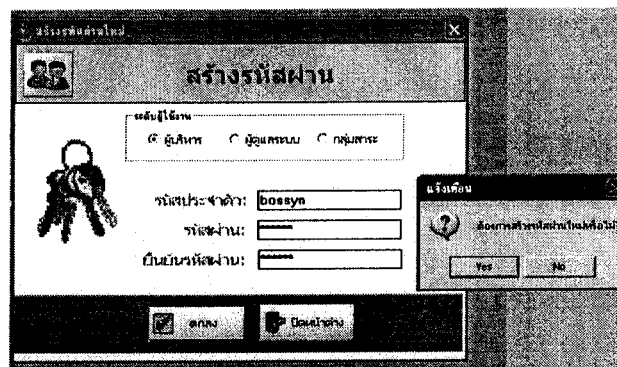 สร้างรหัสผ่านใหม่
สร้างรหัสผ่าน
ระดับผู้ใช้งาน
ผู้บริหาร ผู้ดูแลระบบ กลุ่มสาระ
รหัสประจำตัว: bossyn
รหัสผ่าน: ******
ยืนยันรหัสผ่าน: ******
ตกลง ปิดหน้าต่าง
แจ้งเตือน
ต้องการสร้างรหัสผ่านใหม่หรือไม่?
Yes No